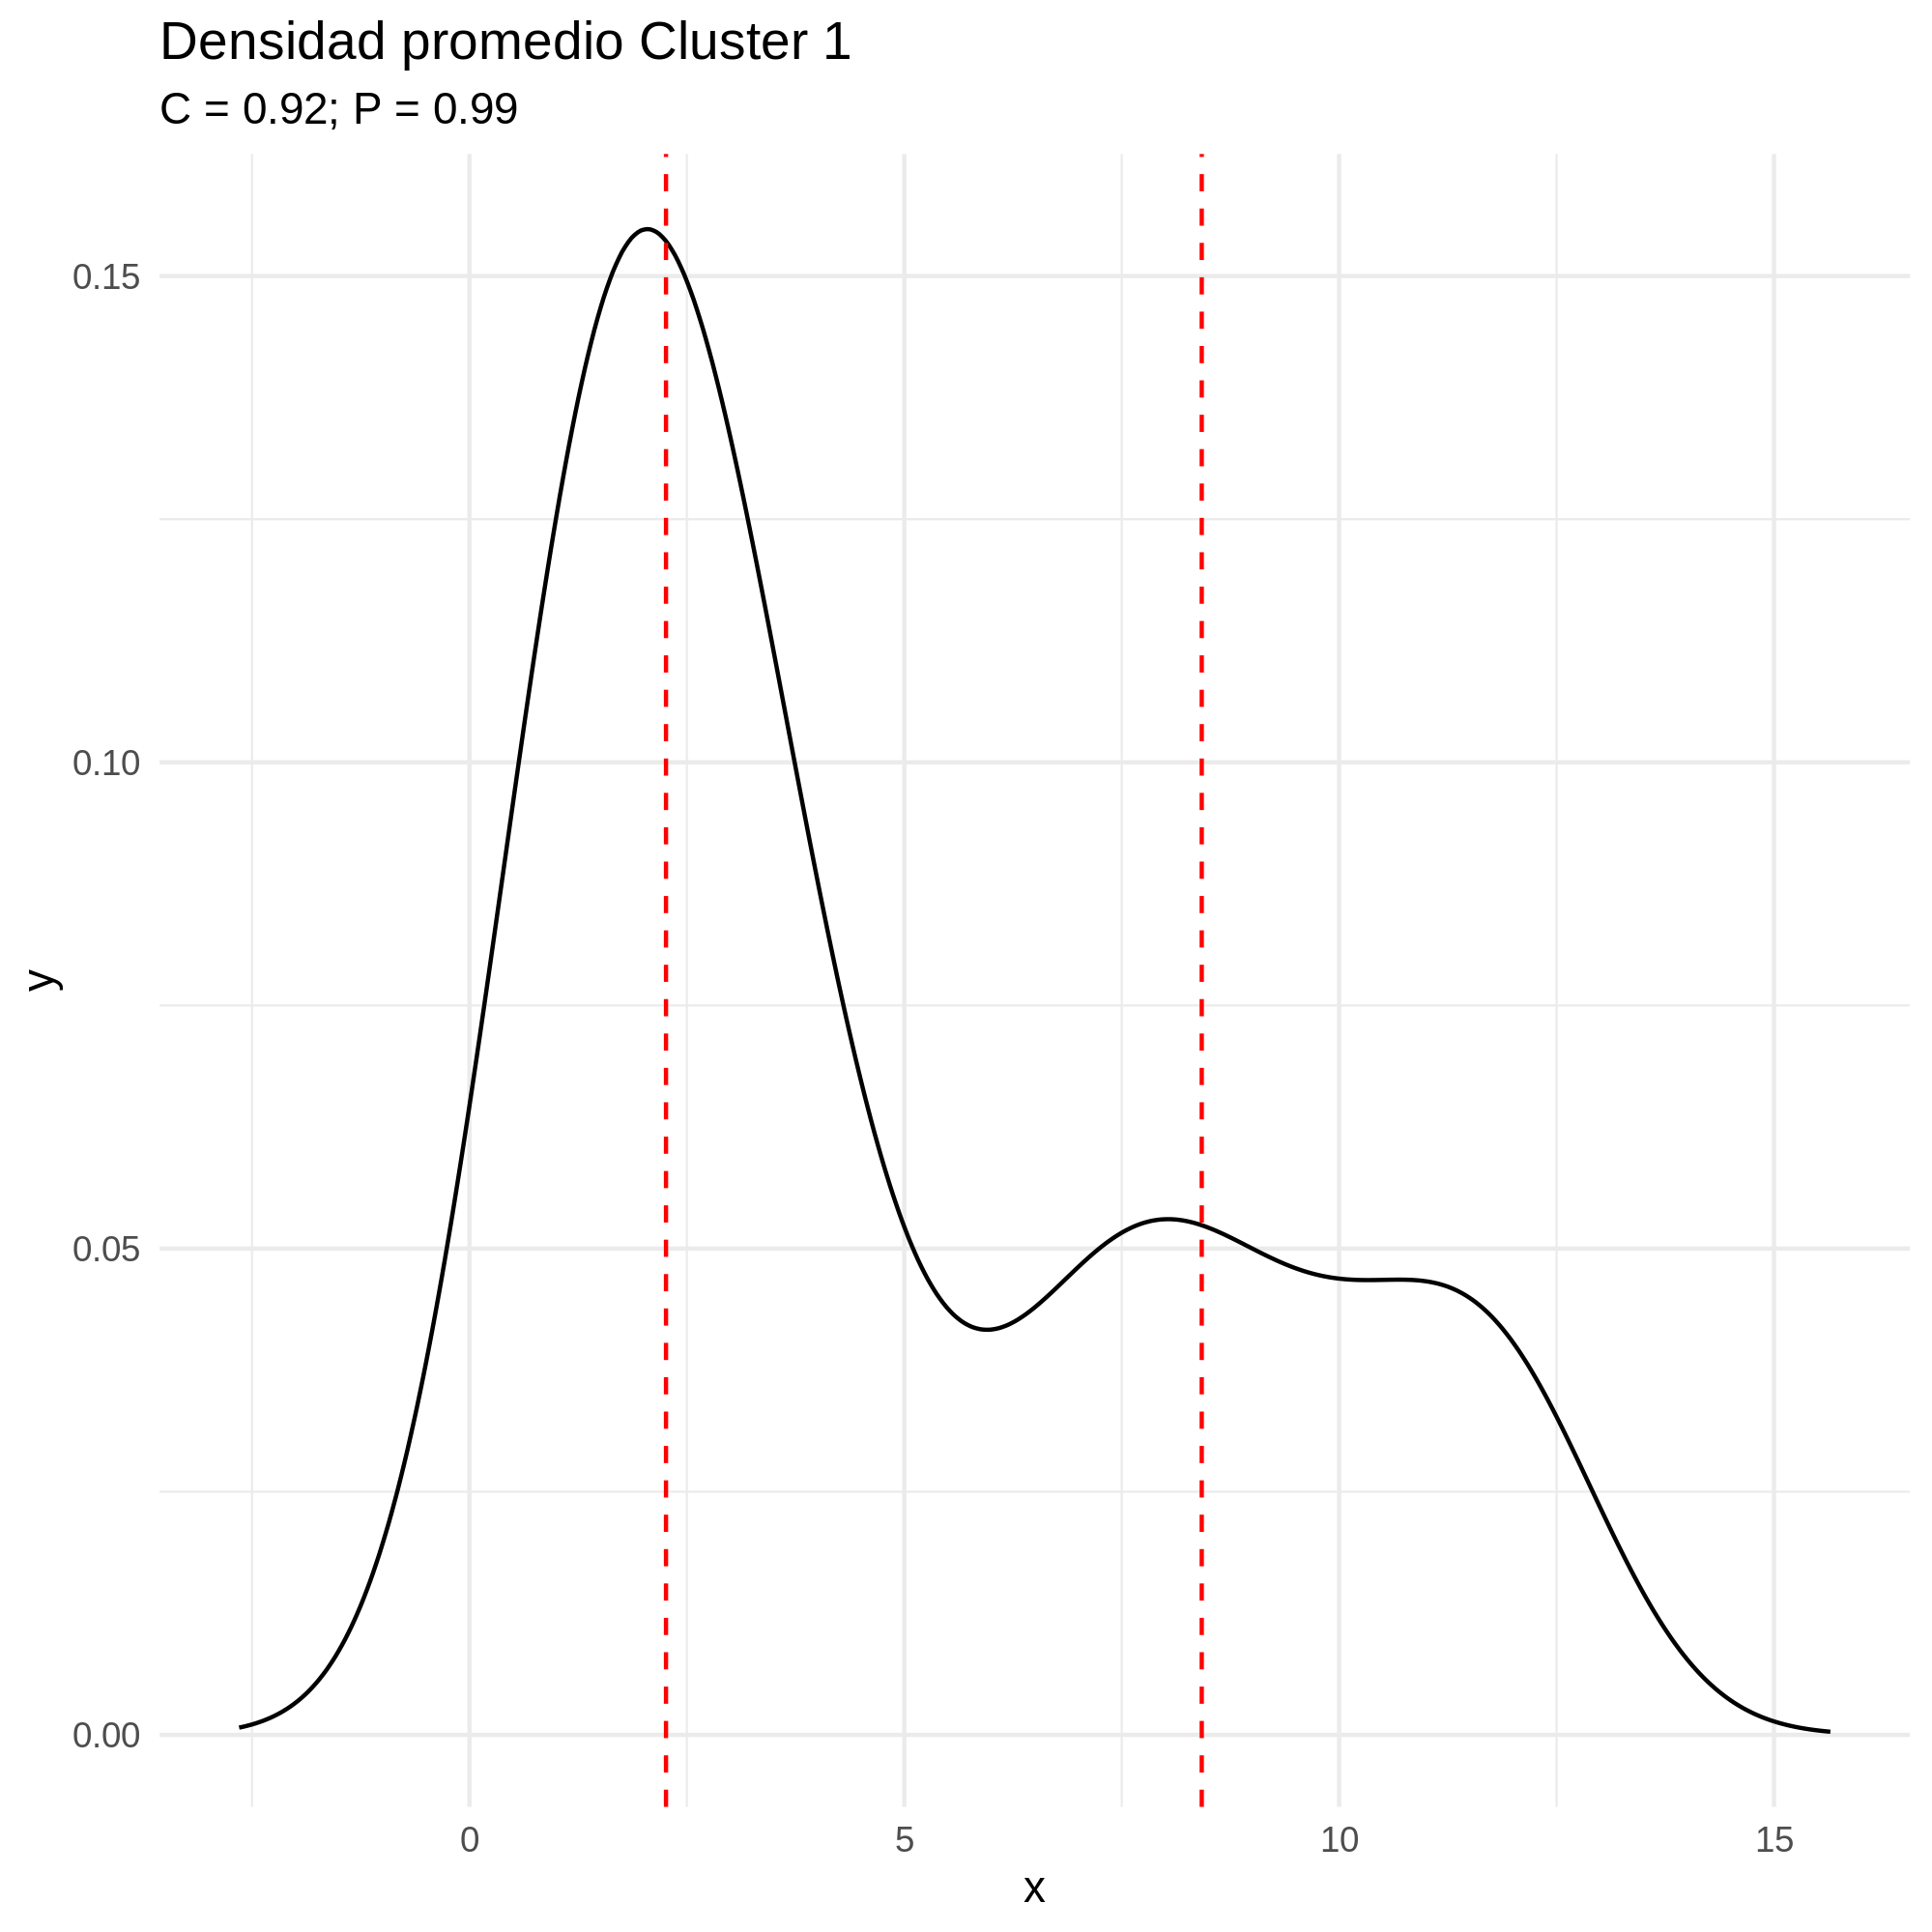 Densidad promedio Cluster 1
C = 0.92; P = 0.99
0.15
0.10
0.05
0.00
y
0
5
10
15
x